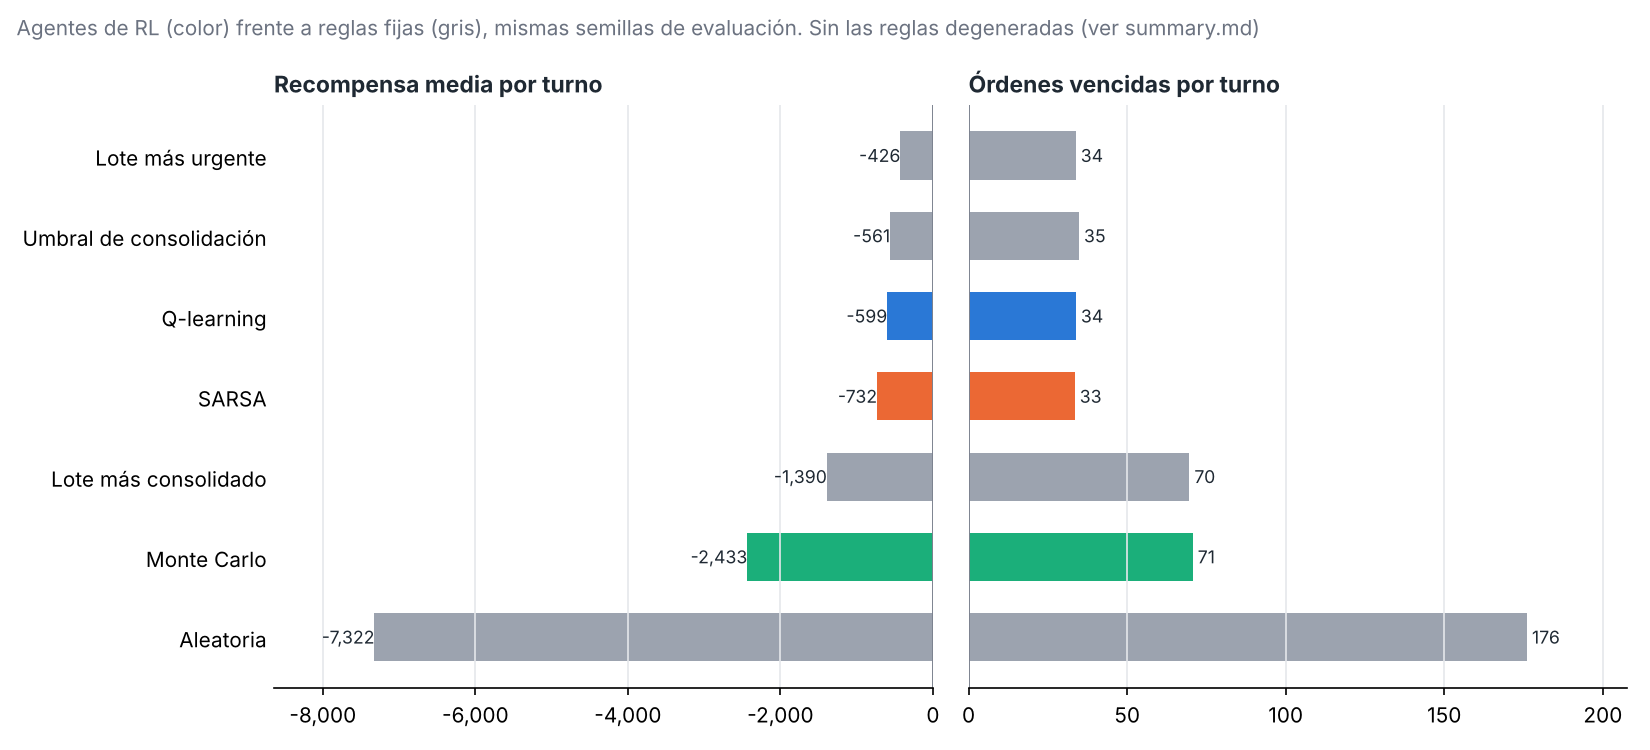 Agentes de RL (color) frente a reglas fijas (gris), mismas semillas de evaluación. Sin las reglas degeneradas (ver summary.md)
Recompensa media por turno
Órdenes vencidas por turno
Lote más urgente
-426
34
Umbral de consolidación
-561
35
Q-learning
-599
34
SARSA
-732
33
Lote más consolidado
-1,390
70
Monte Carlo
-2,433
71
Aleatoria
-7,322
176
-8,000
-6,000
-4,000
-2,000
0
0
50
100
150
200